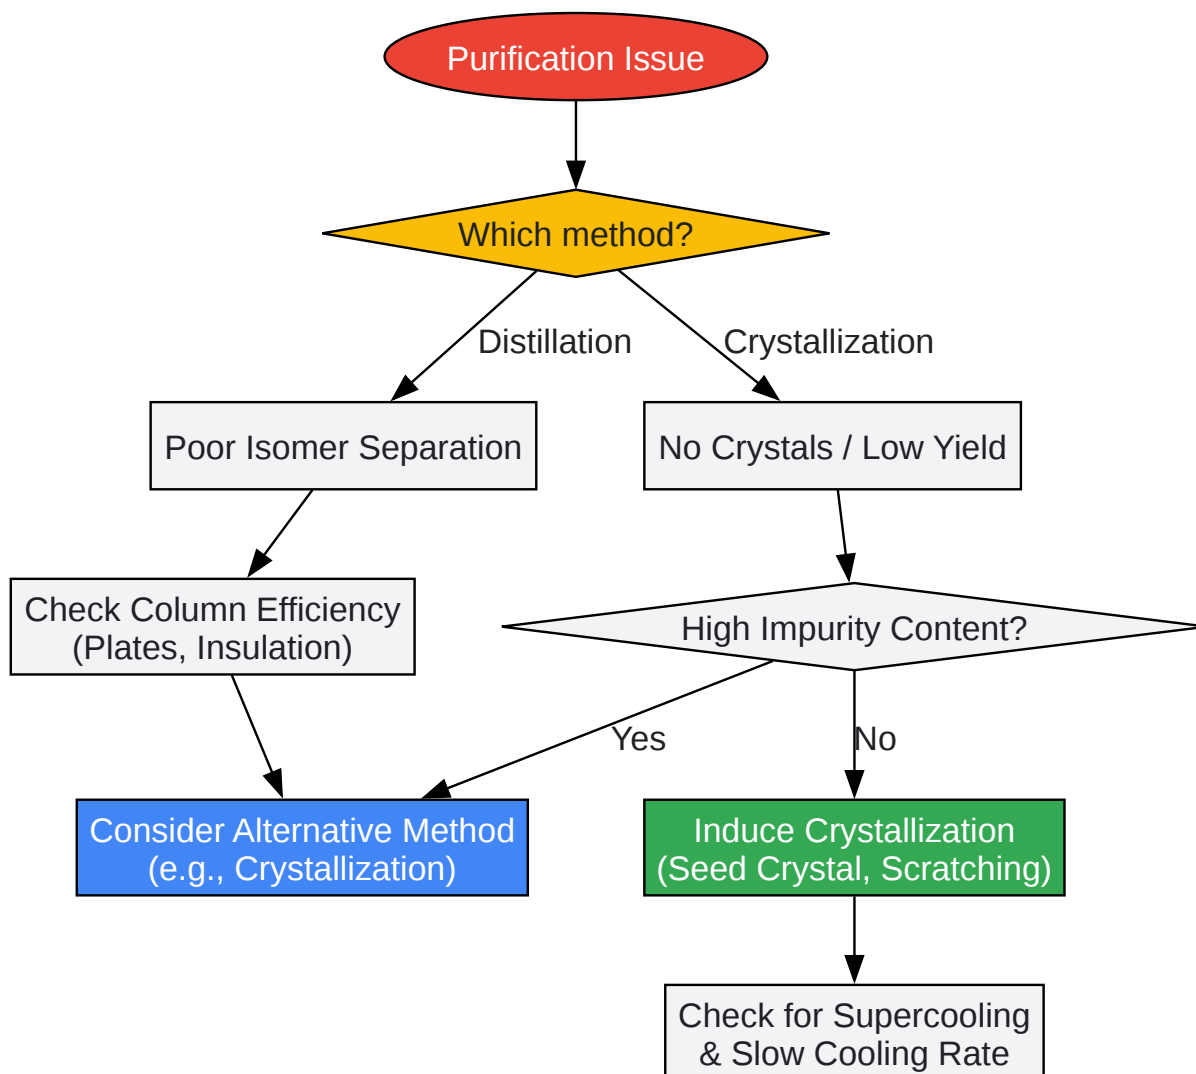 Purification Issue
Which method?
Distillation
Crystallization
Poor Isomer Separation
No Crystals / Low Yield
Check Column Efficiency
(Plates, Insulation)
High Impurity Content?
Yes
No
Consider Alternative Method
(e.g., Crystallization)
Induce Crystallization
(Seed Crystal, Scratching)
Check for Supercooling
& Slow Cooling Rate